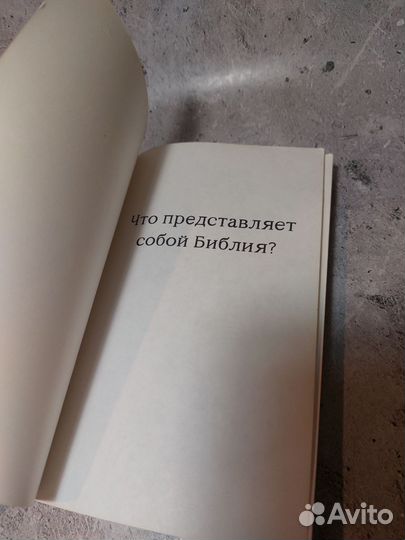 Что представляет
собой Библия?
Avito